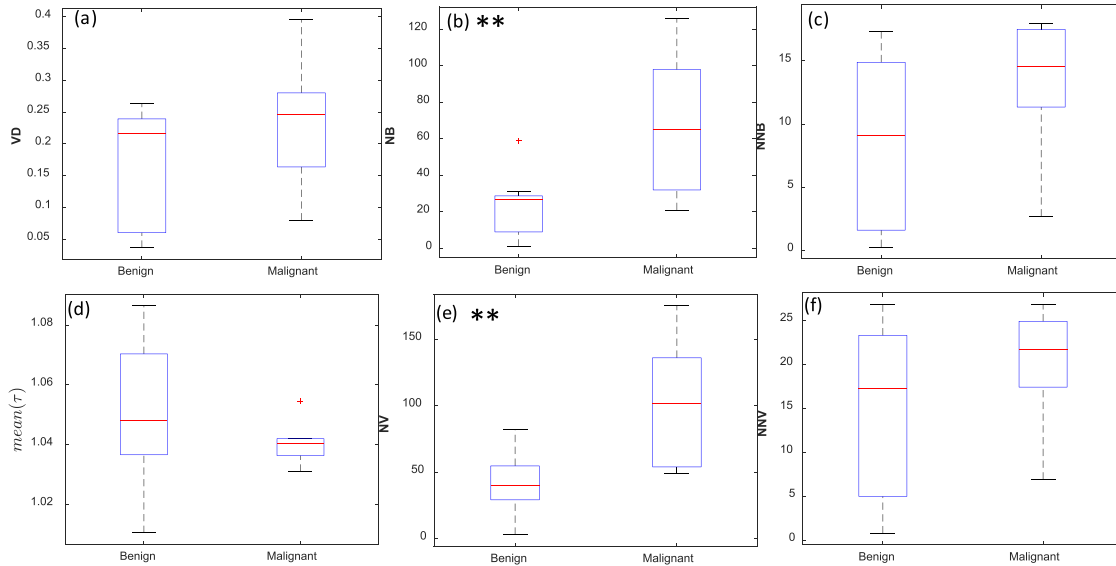 (a)
0.4
0.35
0.3
0.25
0.2
0.15
0.1
0.05
VD
Benign Malignant
(b) **
120
100
80
60
40
20
0
NB
Benign Malignant
(c)
15
10
5
0
NNB
Benign Malignant
(d)
1.08
1.06
1.04
1.02
mean(τ)
Benign Malignant
(e) **
150
100
50
0
NV
Benign Malignant
(f)
25
20
15
10
5
0
NNV
Benign Malignant